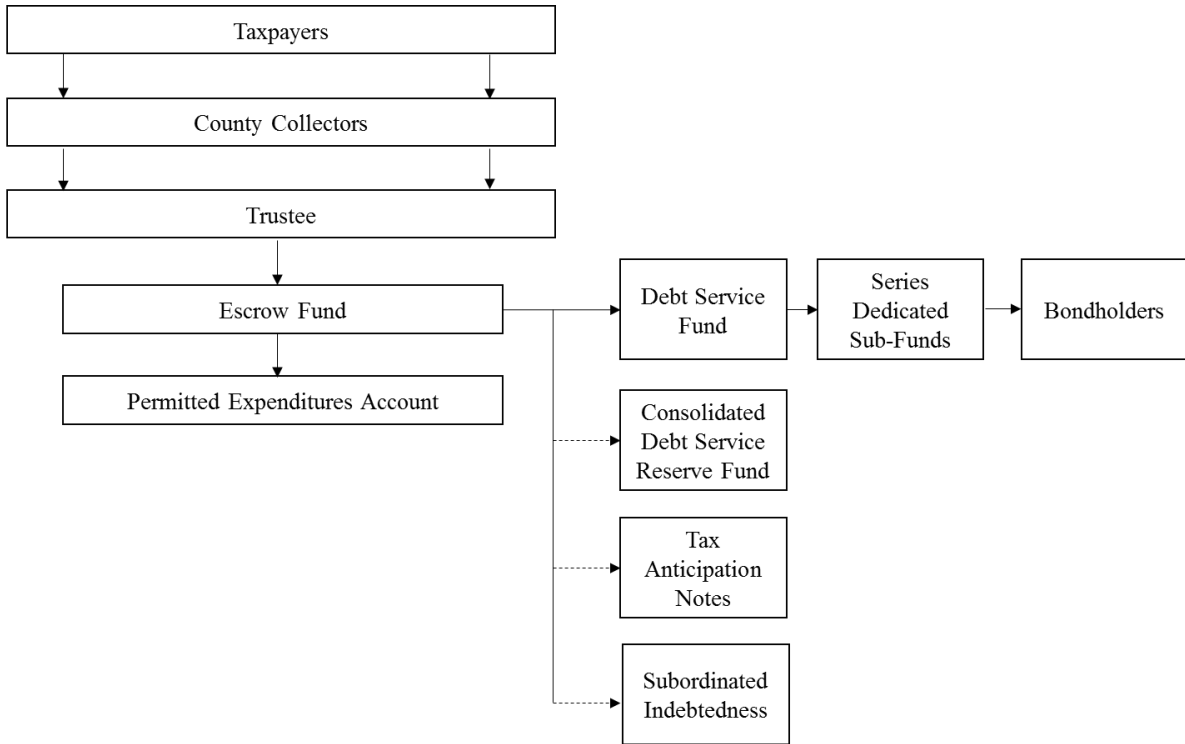 Taxpayers
County Collectors
Trustee
Escrow Fund
Permitted Expenditures Account
Debt Service
Fund
Series
Dedicated
Sub-Funds
Bondholders
Consolidated
Debt Service
Reserve Fund
Tax
Anticipation
Notes
Subordinated
Indebtedness